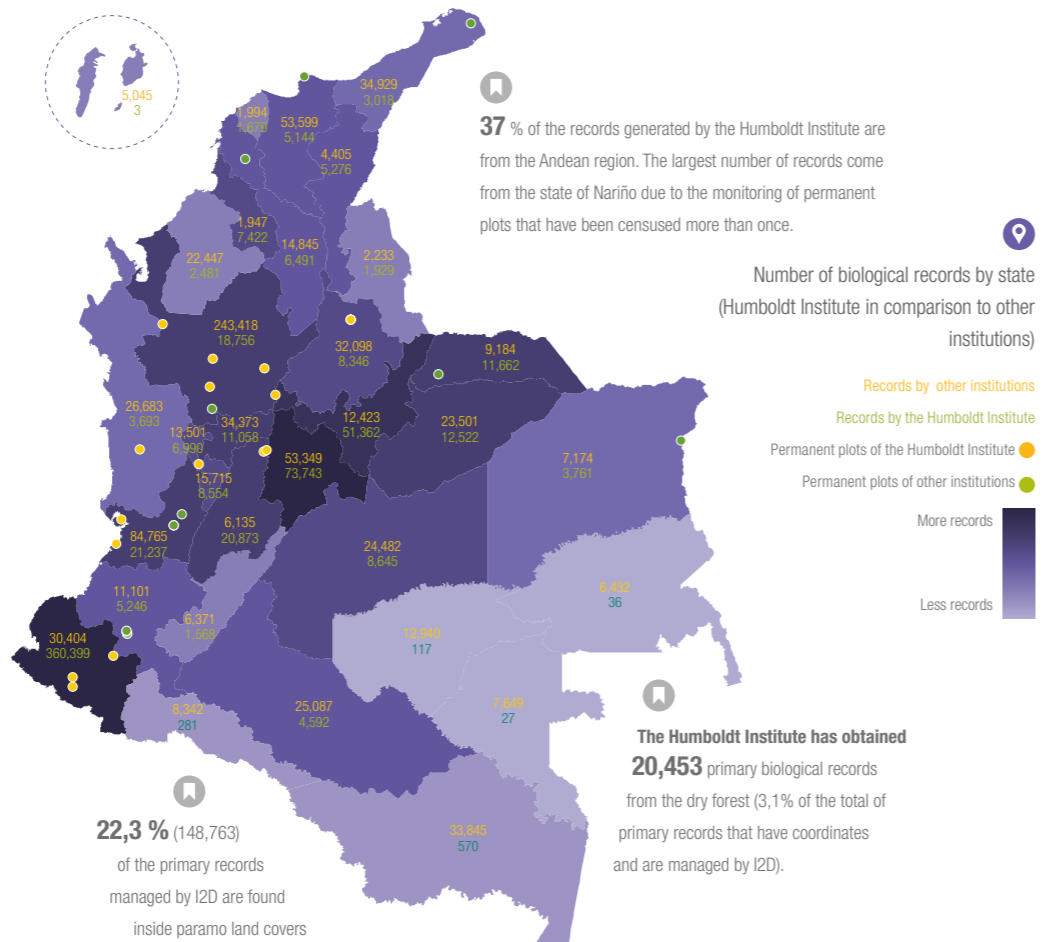 5,045
3
34,929
3,018
1,994
53,599
5,144
4,405
5,276
37 % of the records generated by the Humboldt Institute are
from the Andean region. The largest number of records come
from the state of Nariño due to the monitoring of permanent
plots that have been censused more than once.
1,947
7,422
14,845
6,491
2,233
1,929
22,447
2,481
Number of biological records by state
(Humboldt Institute in comparison to other
institutions)
Records by other institutions
Records by the Humboldt Institute
Permanent plots of the Humboldt Institute
Permanent plots of other institutions
More records
Less records
243,418
18,756
32,098
8,346
9,184
11,662
26,683
3,693
13,501
6,990
34,373
11,058
12,423
51,362
23,501
12,522
53,349
73,743
7,174
3,761
15,715
8,554
6,135
20,873
84,765
21,237
24,482
8,645
11,101
5,246
6,432
36
6,371
1,568
12,940
117
30,404
360,399
8,342
281
25,087
4,592
7,649
27
The Humboldt Institute has obtained
20,453 primary biological records
from the dry forest (3,1% of the total of
primary records that have coordinates
and are managed by I2D).
22,3 % (148,763)
of the primary records
managed by I2D are found
inside paramo land covers
33,845
570